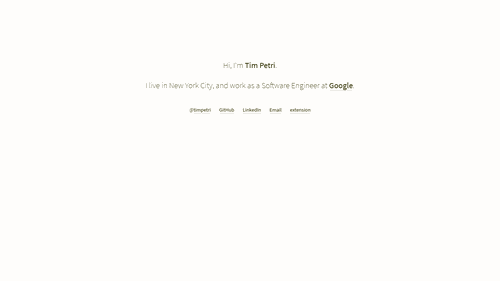 Hi, I'm Tim Petri.
I live in New York City, and work as a Software Engineer at Google.
@timpetri GitHub LinkedIn Email extension